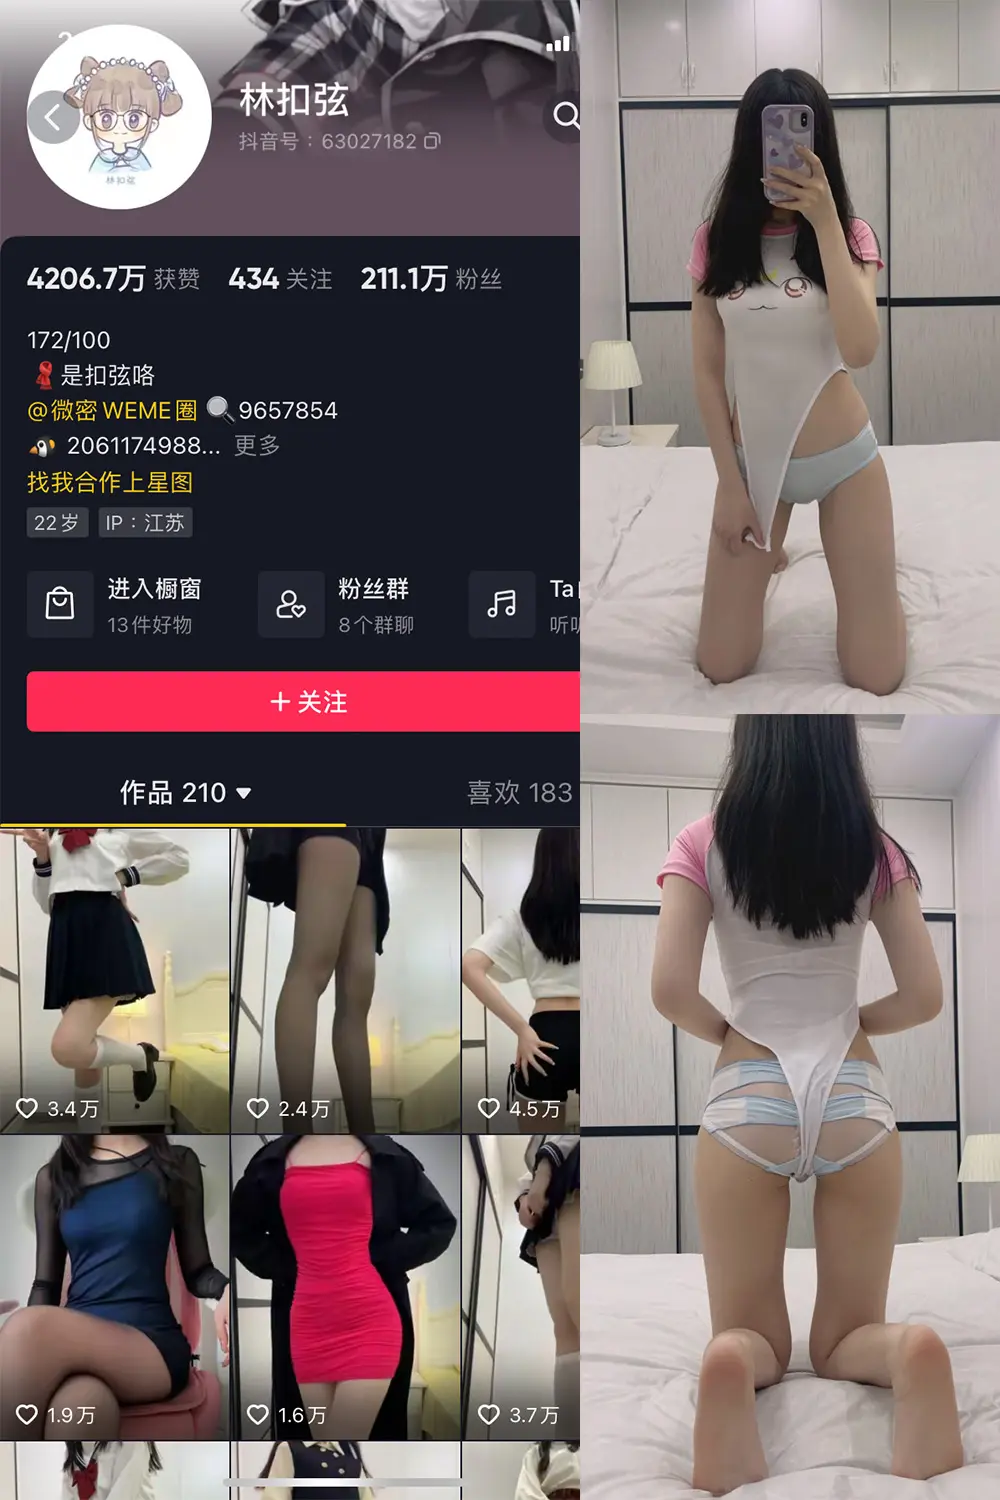 林扣弦
抖音号：63027182
林扣弦
4206.7万 获赞 434 关注 211.1万 粉丝
172/100
是扣弦咯
@微密WEME圈 9657854
2061174988... 更多
找我合作上星图
22岁 IP：江苏
进入橱窗
13件好物
粉丝群
8个群聊
Ta
+ 关注
作品 210
喜欢 183
3.4万
2.4万
4.5万
1.9万
1.6万
3.7万